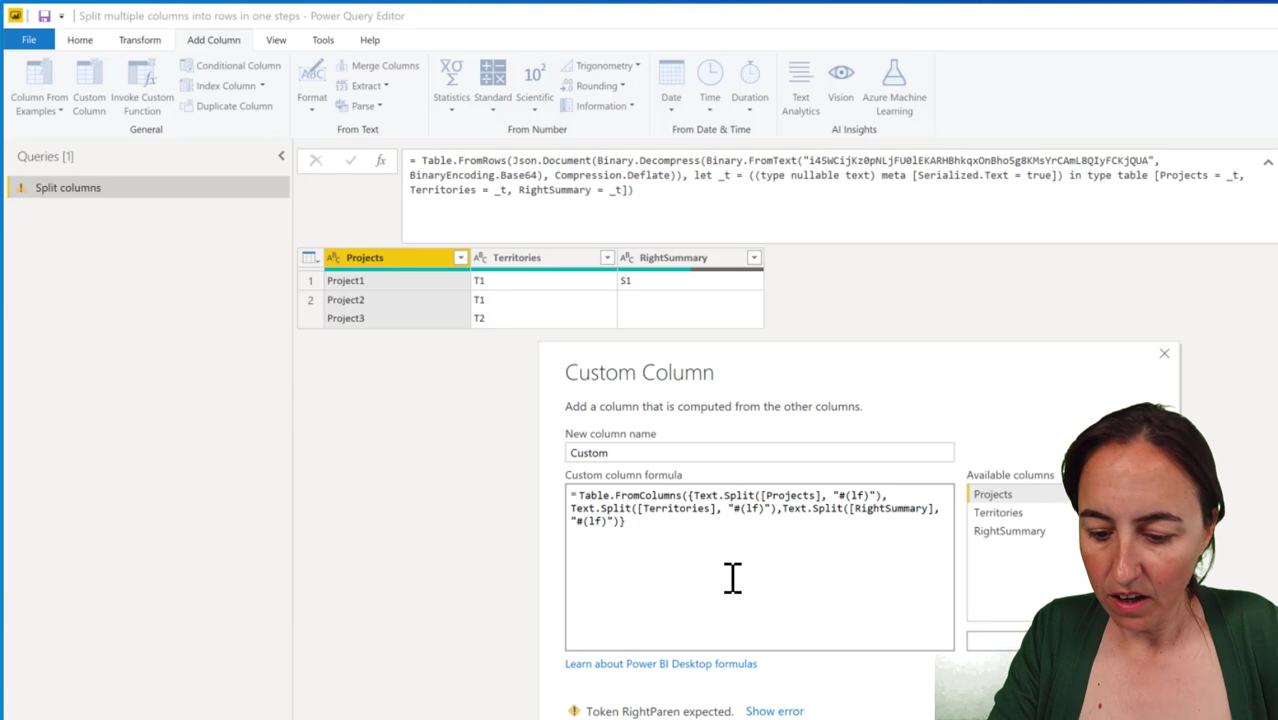 Split multiple columns into rows in one steps - Power Query Editor
File Home Transform Add Column View Tools Help
Column From Examples
Custom Column
Invoke Custom Function
Conditional Column
Index Column
Duplicate Column
General
Format
Merge Columns
Extract
Parse
From Text
Statistics
Standard
Scientific
Trigonometry
Rounding
Information
From Number
Date
Time
Duration
From Date & Time
Text Analytics
Vision
Azure Machine Learning
AI Insights
Queries [1]
Split columns
= Table.FromRows(Json.Document(Binary.Decompress(Binary.FromText("
BinaryEncoding.Base64), Compression.Deflate)), let _t = ((type nullable text) meta [Serialized.Text = true]) in type table [Projects = _t,
Territories = _t, RightSummary = _t])
Projects Territories RightSummary
1 Project1 T1 S1
2 Project2 T1
Project3 T2
Custom Column
Add a column that is computed from the other columns.
New column name
Custom
Custom column formula
Available columns
=Table.FromColumns({Text.Split([Projects], "#(lf)"),
Text.Split([Territories], "#(lf)"),Text.Split([RightSummary],
"#(lf)")}
Projects
Territories
RightSummary
Learn about Power BI Desktop formulas
Token RightParen expected. Show error